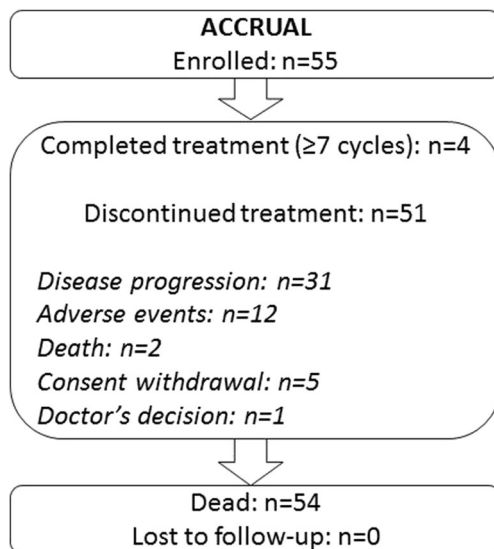 ACCRUAL
Enrolled: n=55
Completed treatment (≥7 cycles): n=4
Discontinued treatment: n=51
Disease progression: n=31
Adverse events: n=12
Death: n=2
Consent withdrawal: n=5
Doctor’s decision: n=1
Dead: n=54
Lost to follow-up: n=0